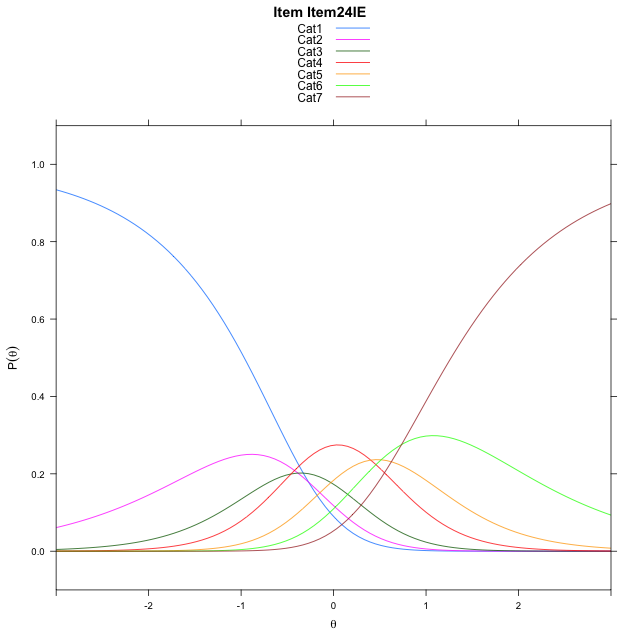 Item Item24IE
Cat1
Cat2
Cat3
Cat4
Cat5
Cat6
Cat7
1.0
0.8
0.6
0.4
0.2
0.0
P(θ)
-2 -1 0 1 2
θ